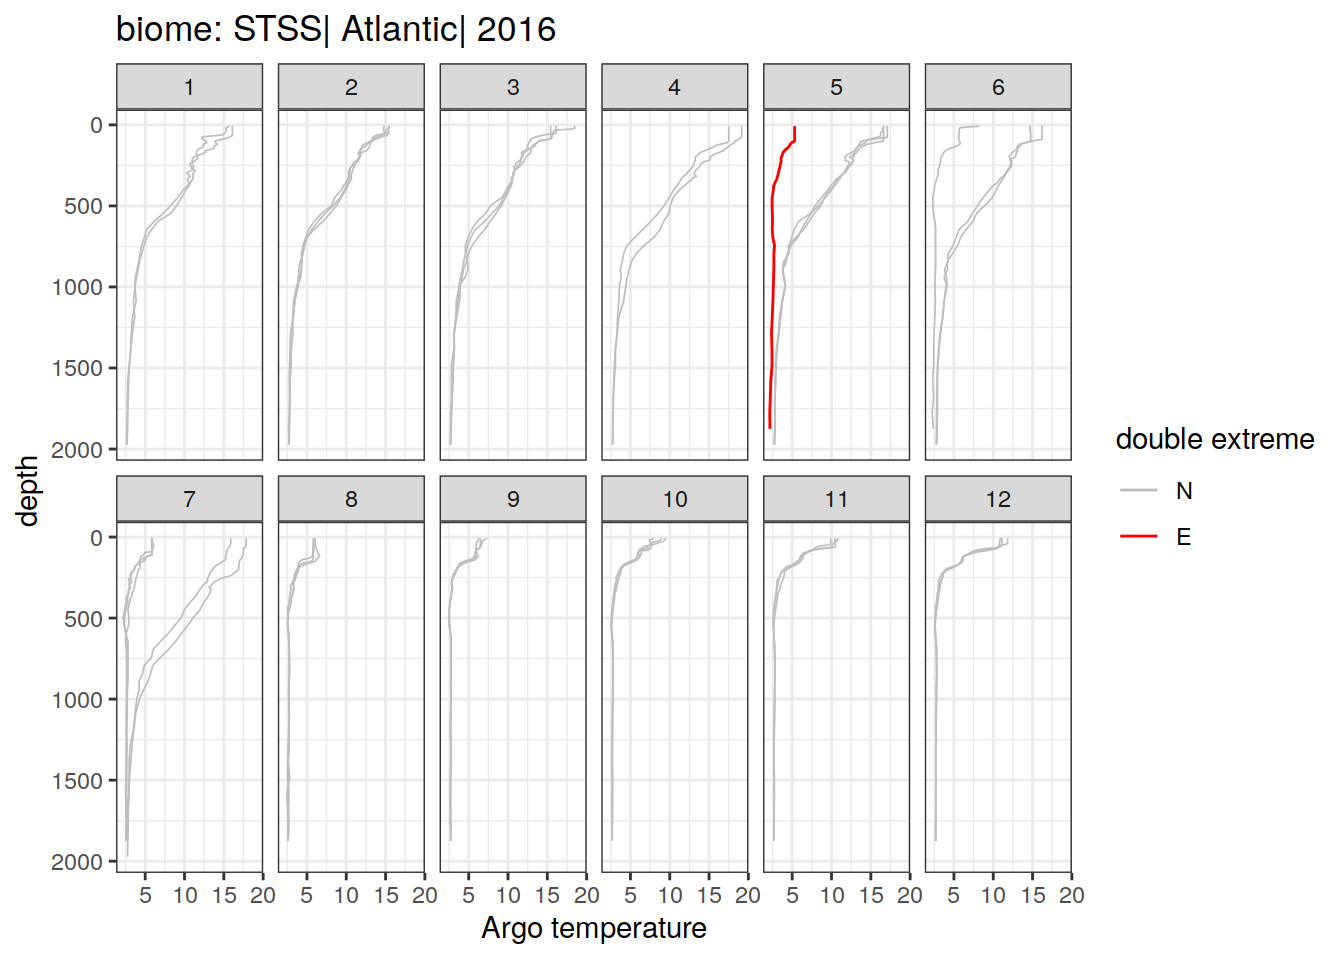 biome: STSS| Atlantic| 2016
1 2 3 4 5 6
0
500
1000
1500
2000
depth
7 8 9 10 11 12
0
500
1000
1500
2000
5 10 15 20 5 10 15 20 5 10 15 20 5 10 15 20 5 10 15 20 5 10 15 20
Argo temperature
double extreme
N
E